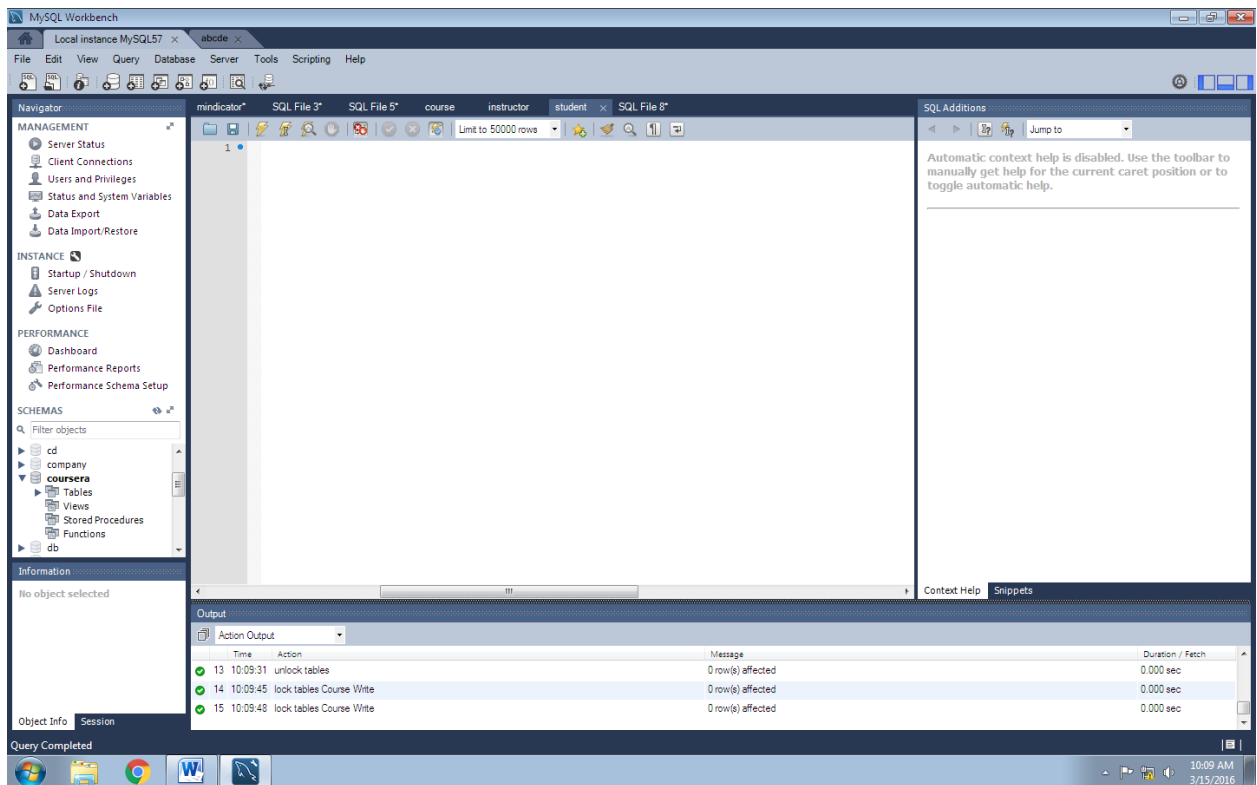 MySQL Workbench
Local instance MySQL57 × abcde ×
File Edit View Query Database Server Tools Scripting Help
Navigator
MANAGEMENT
Server Status
Client Connections
Users and Privileges
Status and System Variables
Data Export
Data Import/Restore
INSTANCE
Startup / Shutdown
Server Logs
Options File
PERFORMANCE
Dashboard
Performance Reports
Performance Schema Setup
SCHEMAS
Filter objects
cd
company
coursera
Tables
Views
Stored Procedures
Functions
db
Information
No object selected
Object Info Session
mindicator* SQL File 3* SQL File 5* course instructor student × SQL File 8*
Limit to 50000 rows
1
SQL Additions
Jump to
Automatic context help is disabled. Use the toolbar to
manually get help for the current caret position or to
toggle automatic help.
Context Help Snippets
Output
Action Output
Time Action Message Duration / Fetch
13 10:09:31 unlock tables 0 row(s) affected 0.000 sec
14 10:09:45 lock tables Course Write 0 row(s) affected 0.000 sec
15 10:09:48 lock tables Course Write 0 row(s) affected 0.000 sec
Query Completed
10:09 AM
3/15/2016